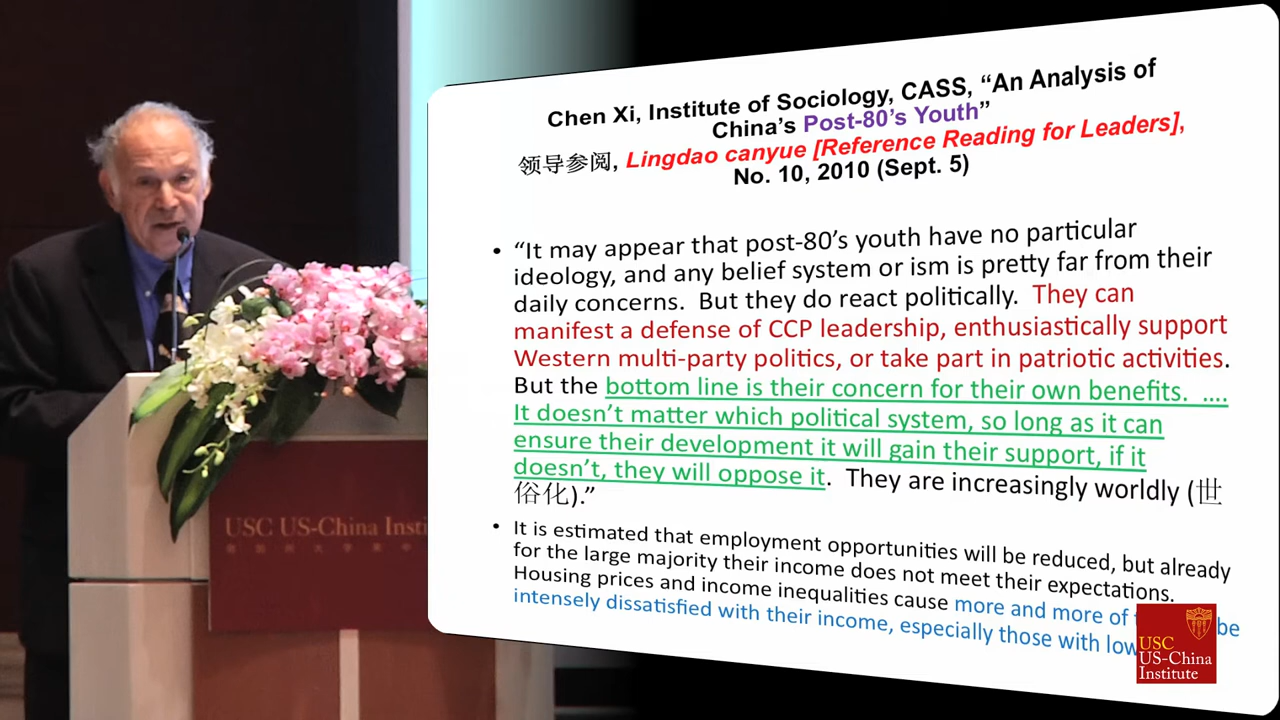 Chen Xi, Institute of Sociology, CASS, “An Analysis of
China’s Post-80’s Youth”
领导参阅, Lingdao canyue [Reference Reading for Leaders],
No. 10, 2010 (Sept. 5)
• “It may appear that post-80’s youth have no particular
ideology, and any belief system or ism is pretty far from their
daily concerns. But they do react politically. They can
manifest a defense of CCP leadership, enthusiastically support
Western multi-party politics, or take part in patriotic activities.
But the bottom line is their concern for their own benefits. ….
It doesn’t matter which political system, so long as it can
ensure their development it will gain their support, if it
doesn’t, they will oppose it. They are increasingly worldly (世
俗化).”
• It is estimated that employment opportunities will be reduced, but already
for the large majority their income does not meet their expectations.
Housing prices and income inequalities cause more and more of be
intensely dissatisfied with their income, especially those with low
USC
US-China
Institute
USC US-China Insti